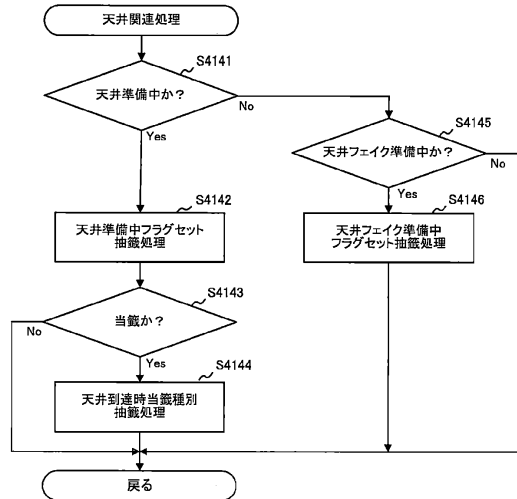 天井関連処理
S4141
天井準備中か？
No
Yes
S4145
天井フェイク準備中か？
No
Yes
S4142
天井準備中フラグセット
抽籤処理
S4146
天井フェイク準備中
フラグセット抽籤処理
S4143
当籤か？
No
Yes
S4144
天井到達時当籤種別
抽籤処理
戻る